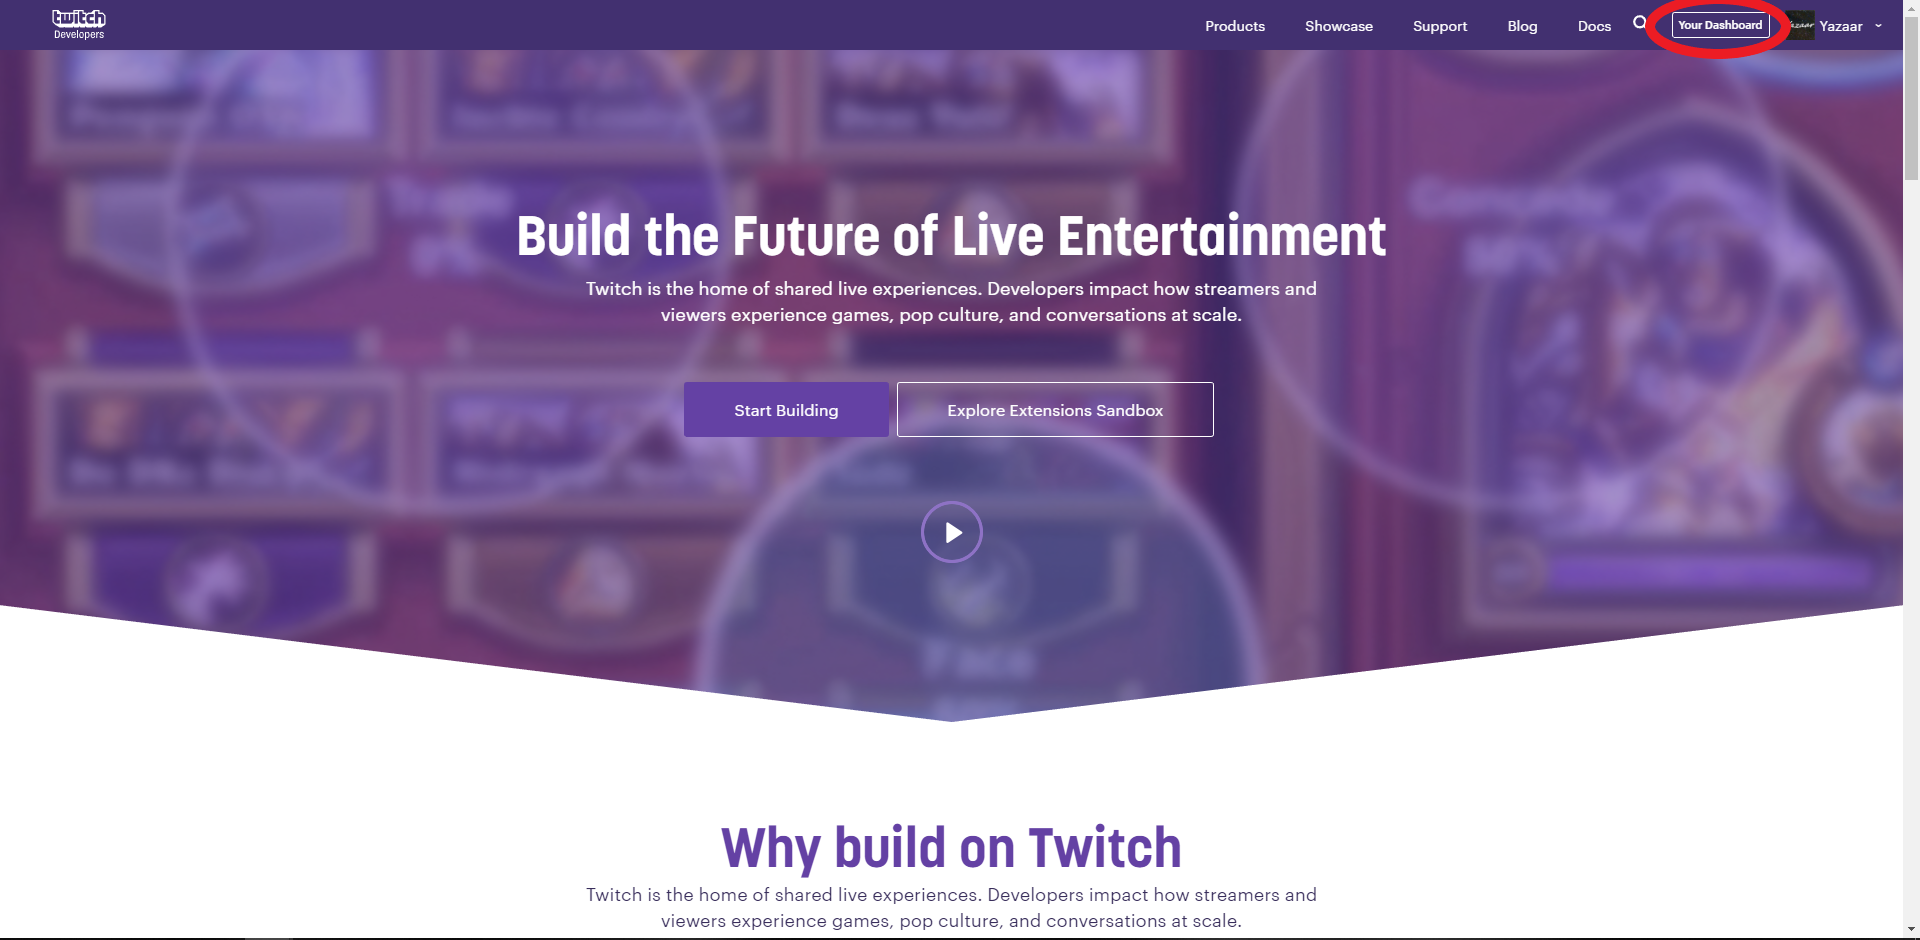 twitch
Developers
Products
Showcase
Support
Blog
Docs
Your Dashboard
Yazaar
Build the Future of Live Entertainment
Twitch is the home of shared live experiences. Developers impact how streamers and
viewers experience games, pop culture, and conversations at scale.
Start Building
Explore Extensions Sandbox
Face
Why build on Twitch
Twitch is the home of shared live experiences. Developers impact how streamers and
viewers experience games, pop culture, and conversations at scale.